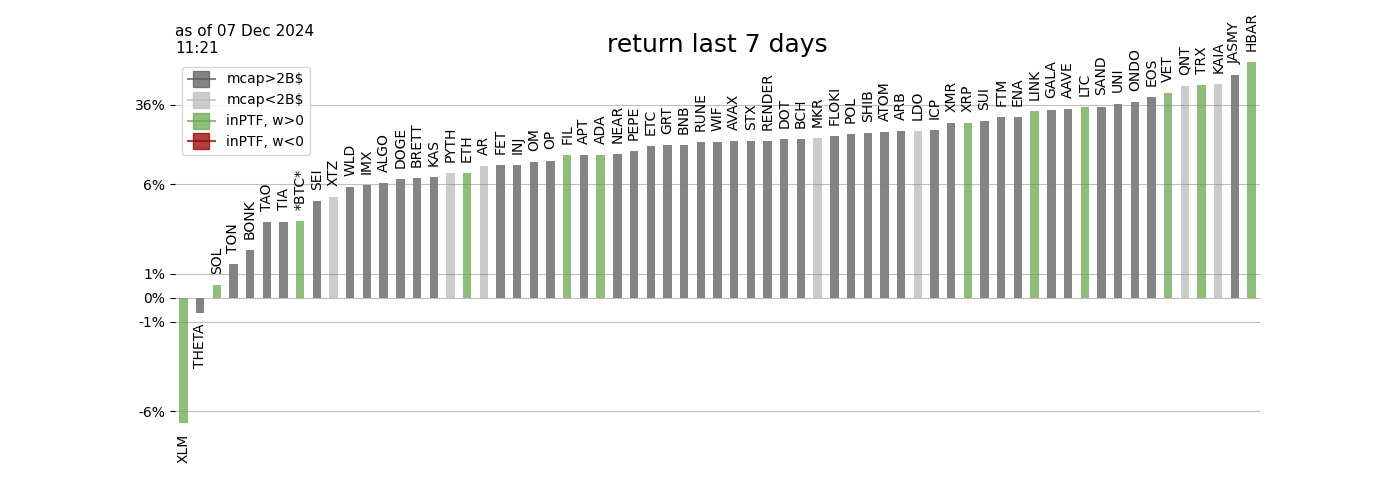 as of 07 Dec 2024
11:21
return last 7 days
mcap>2B$
mcap<2B$
inPTF, w>0
inPTF, w<0
36%
6%
1%
0%
-1%
-6%
XLM
THETA
SOL
TON
BONK
TAO
TIA
*BTC*
SEI
XTZ
WLD
IMX
ALGO
DOGE
BRETT
KAS
PYTH
ETH
AR
FET
INJ
OM
OP
FIL
APT
ADA
NEAR
PEPE
ETC
GRT
BNB
RUNE
WIF
AVAX
STX
RENDER
DOT
BCH
MKR
FLOKI
POL
SHIB
ATOM
ARB
LDO
ICP
XMR
XRP
SUI
FTM
ENA
LINK
GALA
AAVE
LTC
SAND
UNI
ONDO
EOS
VET
QNT
TRX
KAIA
JASMY
HBAR